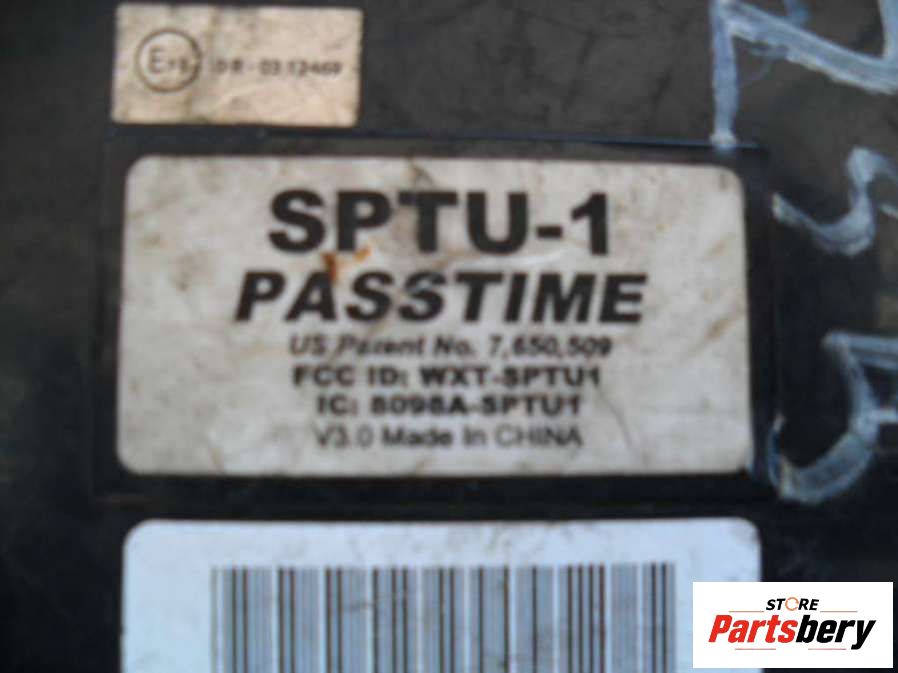 SPTU-1
PASSTIME
US Patent No. 7,650,509
FCC ID: WXT-SPTU1
IC: 8098A-SPTU1
V3.0 Made In CHINA
STORE
Partsbery